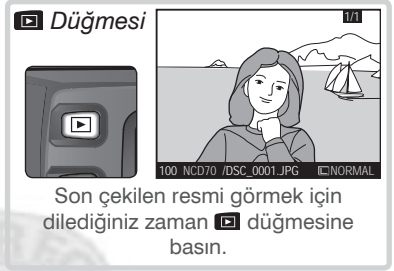 Düğmesi
1/1
100 NCD70 /DSC_0001.JPG NORMAL
Son çekilen resmi görmek için
dilediğiniz zaman düğmesine
basın.